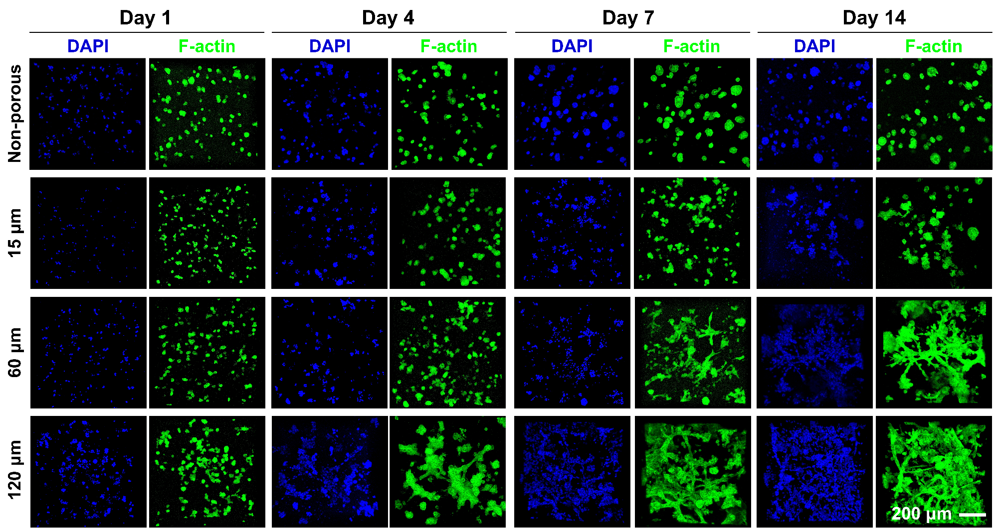 Day 1 Day 4 Day 7 Day 14
DAPI F-actin DAPI F-actin DAPI F-actin DAPI F-actin
Non-porous
15 µm
60 µm
120 µm
200 µm